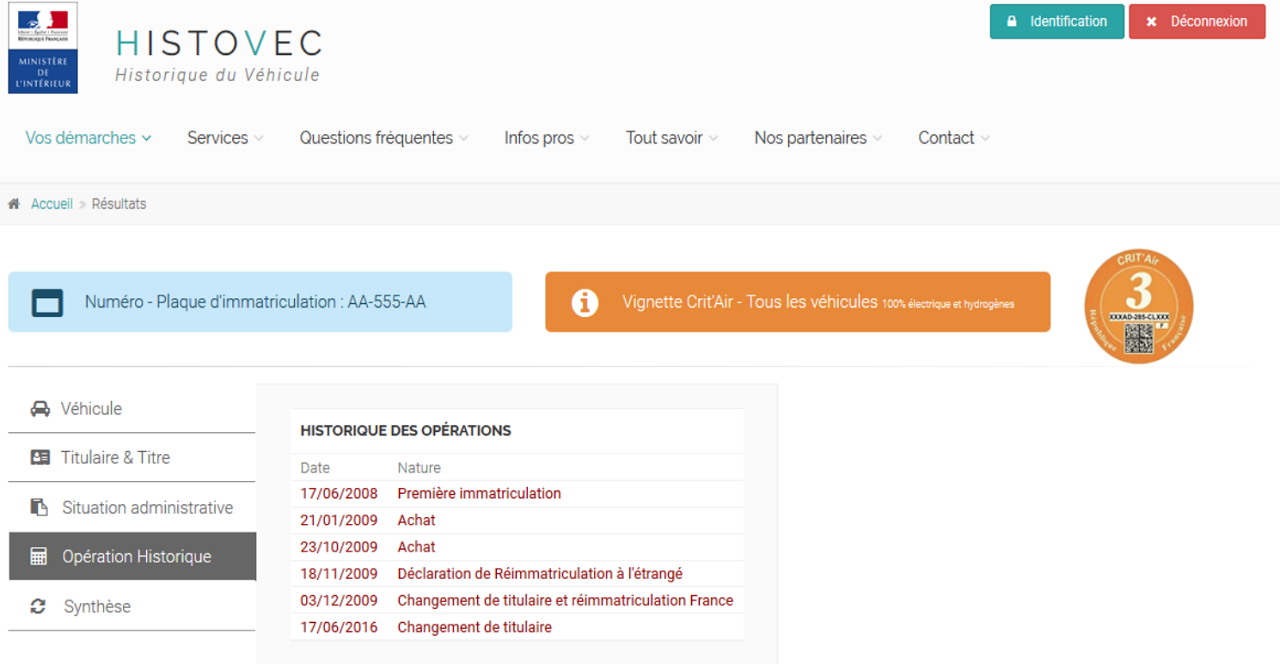 Liberté • Égalité • Fraternité
RÉPUBLIQUE FRANÇAISE
MINISTÈRE
DE
L'INTÉRIEUR
HISTOVEC
Historique du Véhicule
Identification
Déconnexion
Vos démarches
Services
Questions fréquentes
Infos pros
Tout savoir
Nos partenaires
Contact
Accueil » Résultats
Numéro - Plaque d'immatriculation : AA-555-AA
Vignette Crit'Air - Tous les véhicules 100% électrique et hydrogènes
CRIT'Air
3
XXXAD-285-CLXXX
F
République Française
Véhicule
Titulaire & Titre
Situation administrative
Opération Historique
Synthèse
HISTORIQUE DES OPÉRATIONS
Date Nature
17/06/2008 Première immatriculation
21/01/2009 Achat
23/10/2009 Achat
18/11/2009 Déclaration de Réimmatriculation à l'étrangé
03/12/2009 Changement de titulaire et réimmatriculation France
17/06/2016 Changement de titulaire